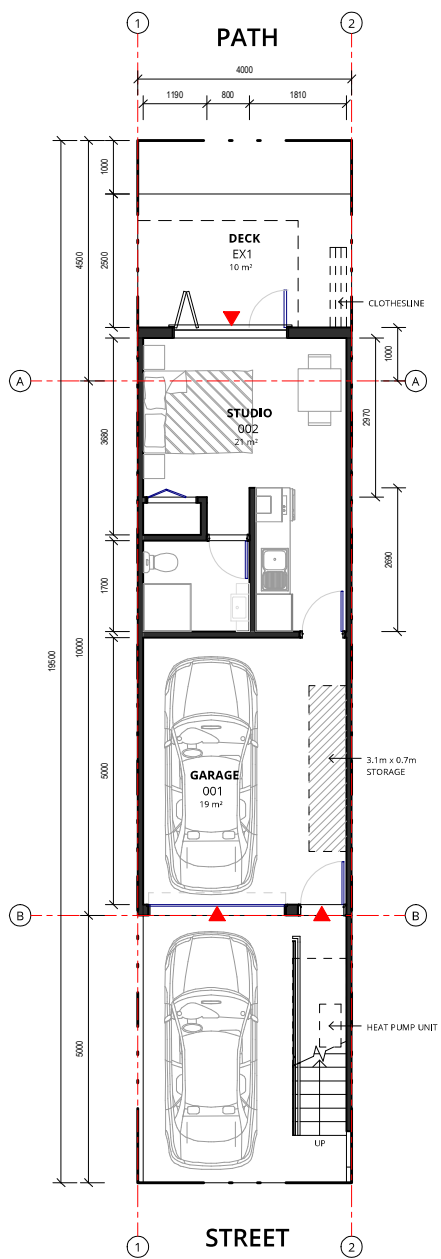 1
2
PATH
4000
1190
800
1810
1000
4500
2500
DECK
EX1
10 m²
CLOTHESLINE
1000
A
A
STUDIO
002
21 m²
3680
2970
2690
1700
19500
10000
5000
3.1m x 0.7m
STORAGE
GARAGE
001
19 m²
B
B
5000
HEAT PUMP UNIT
UP
STREET
1
2